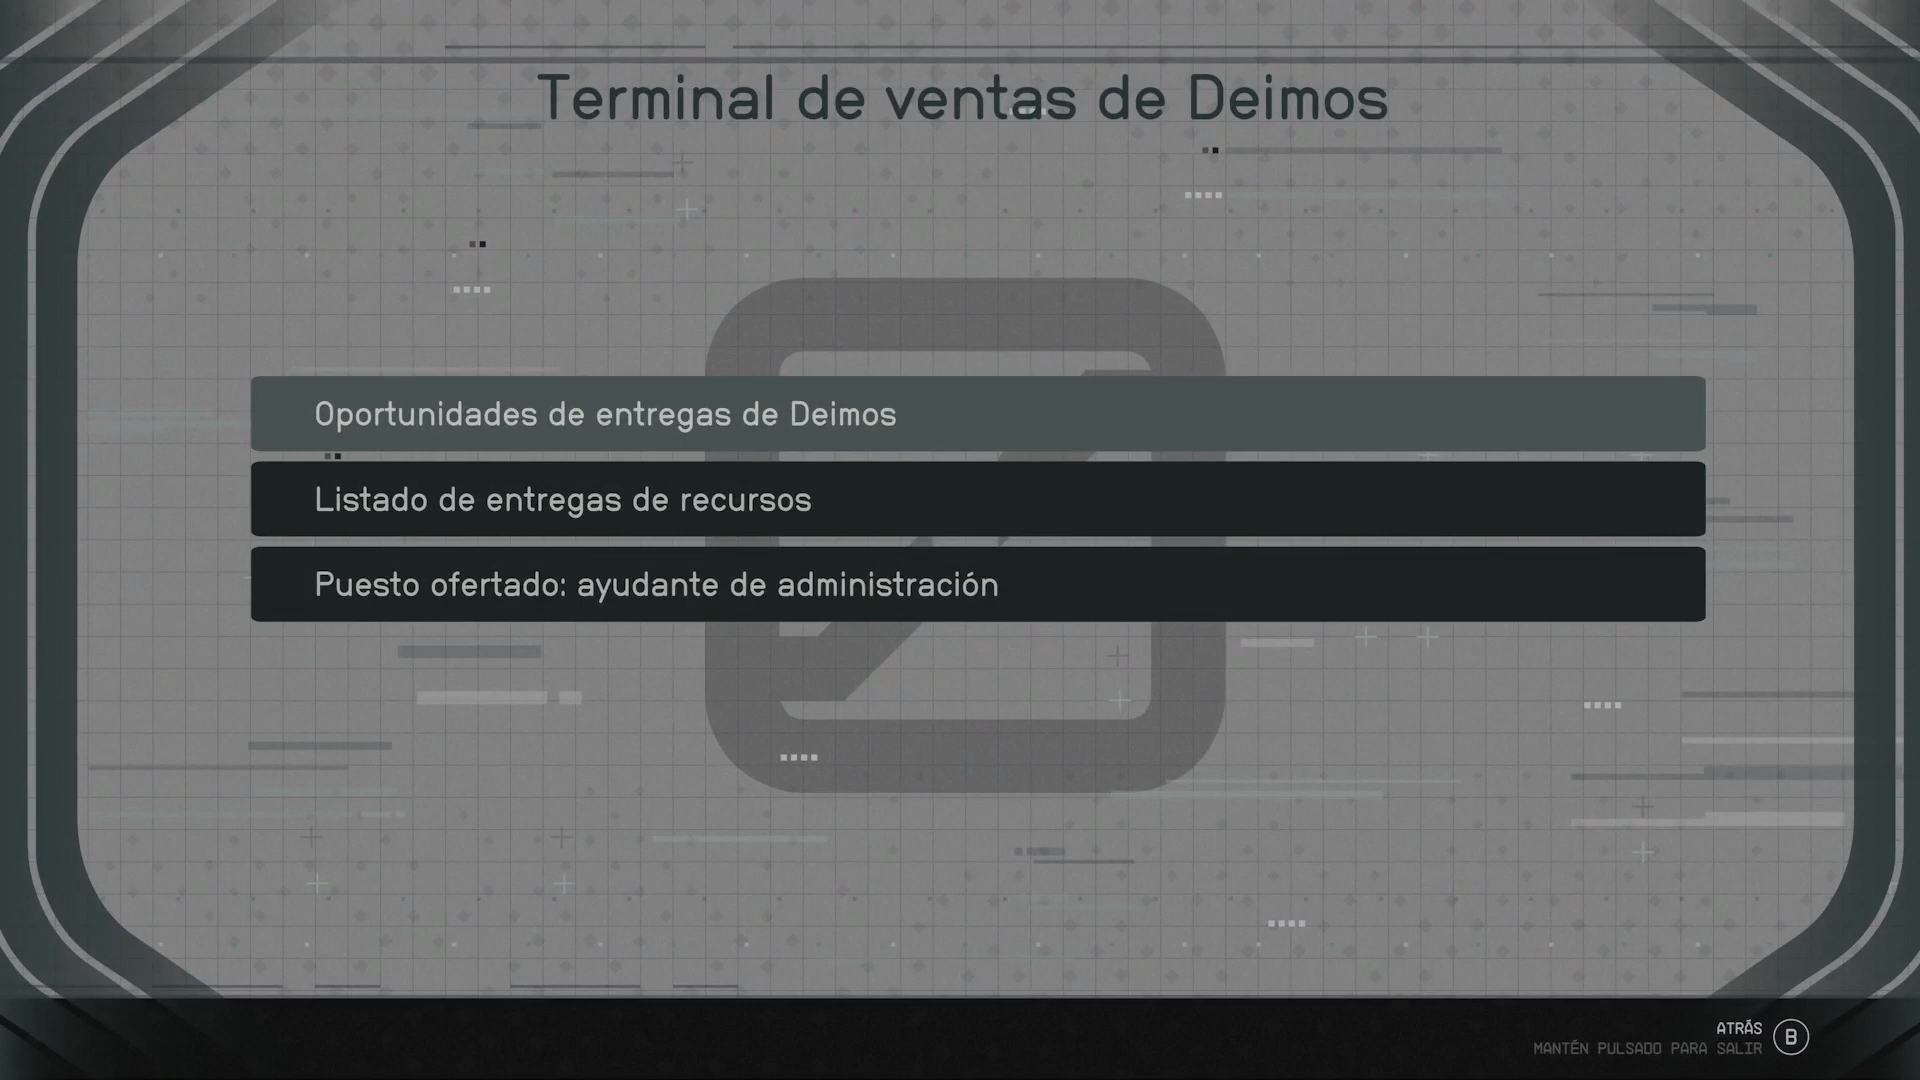 Terminal de ventas de Deimos
Oportunidades de entregas de Deimos
Listado de entregas de recursos
Puesto ofertado: ayudante de administración
ATRÁS
B
MANTÉN PULSADO PARA SALIR